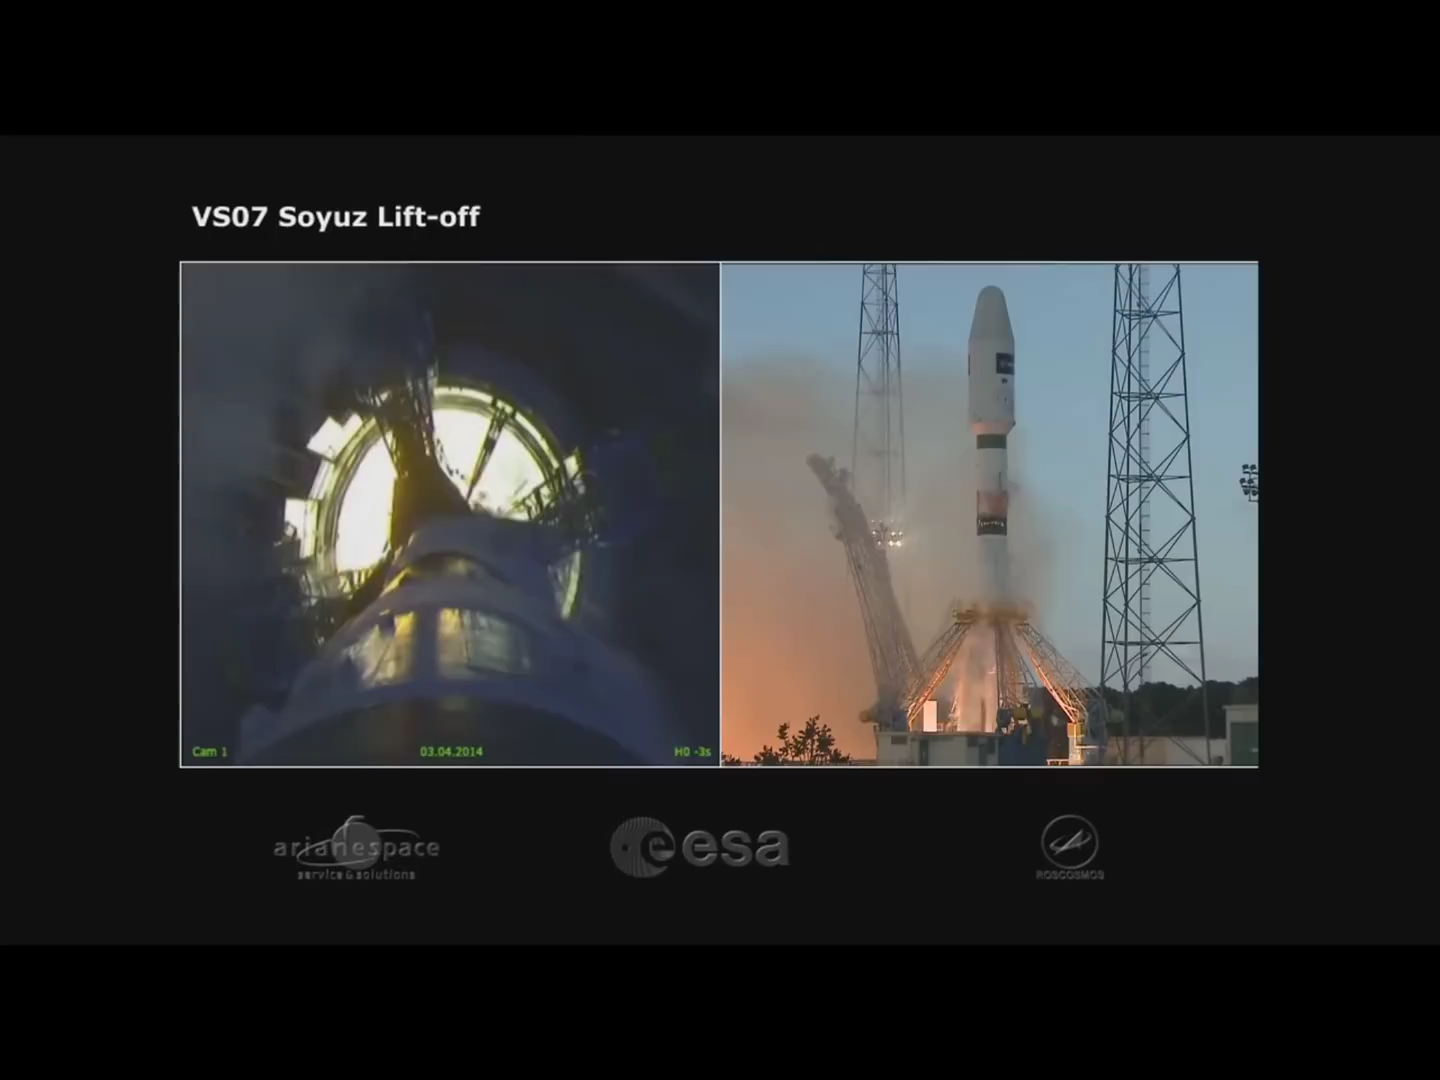 VS07 Soyuz Lift-off
Cam 1
03.04.2014
H0 -3s
arianespace
service & solutions
esa
ROSCOSMOS